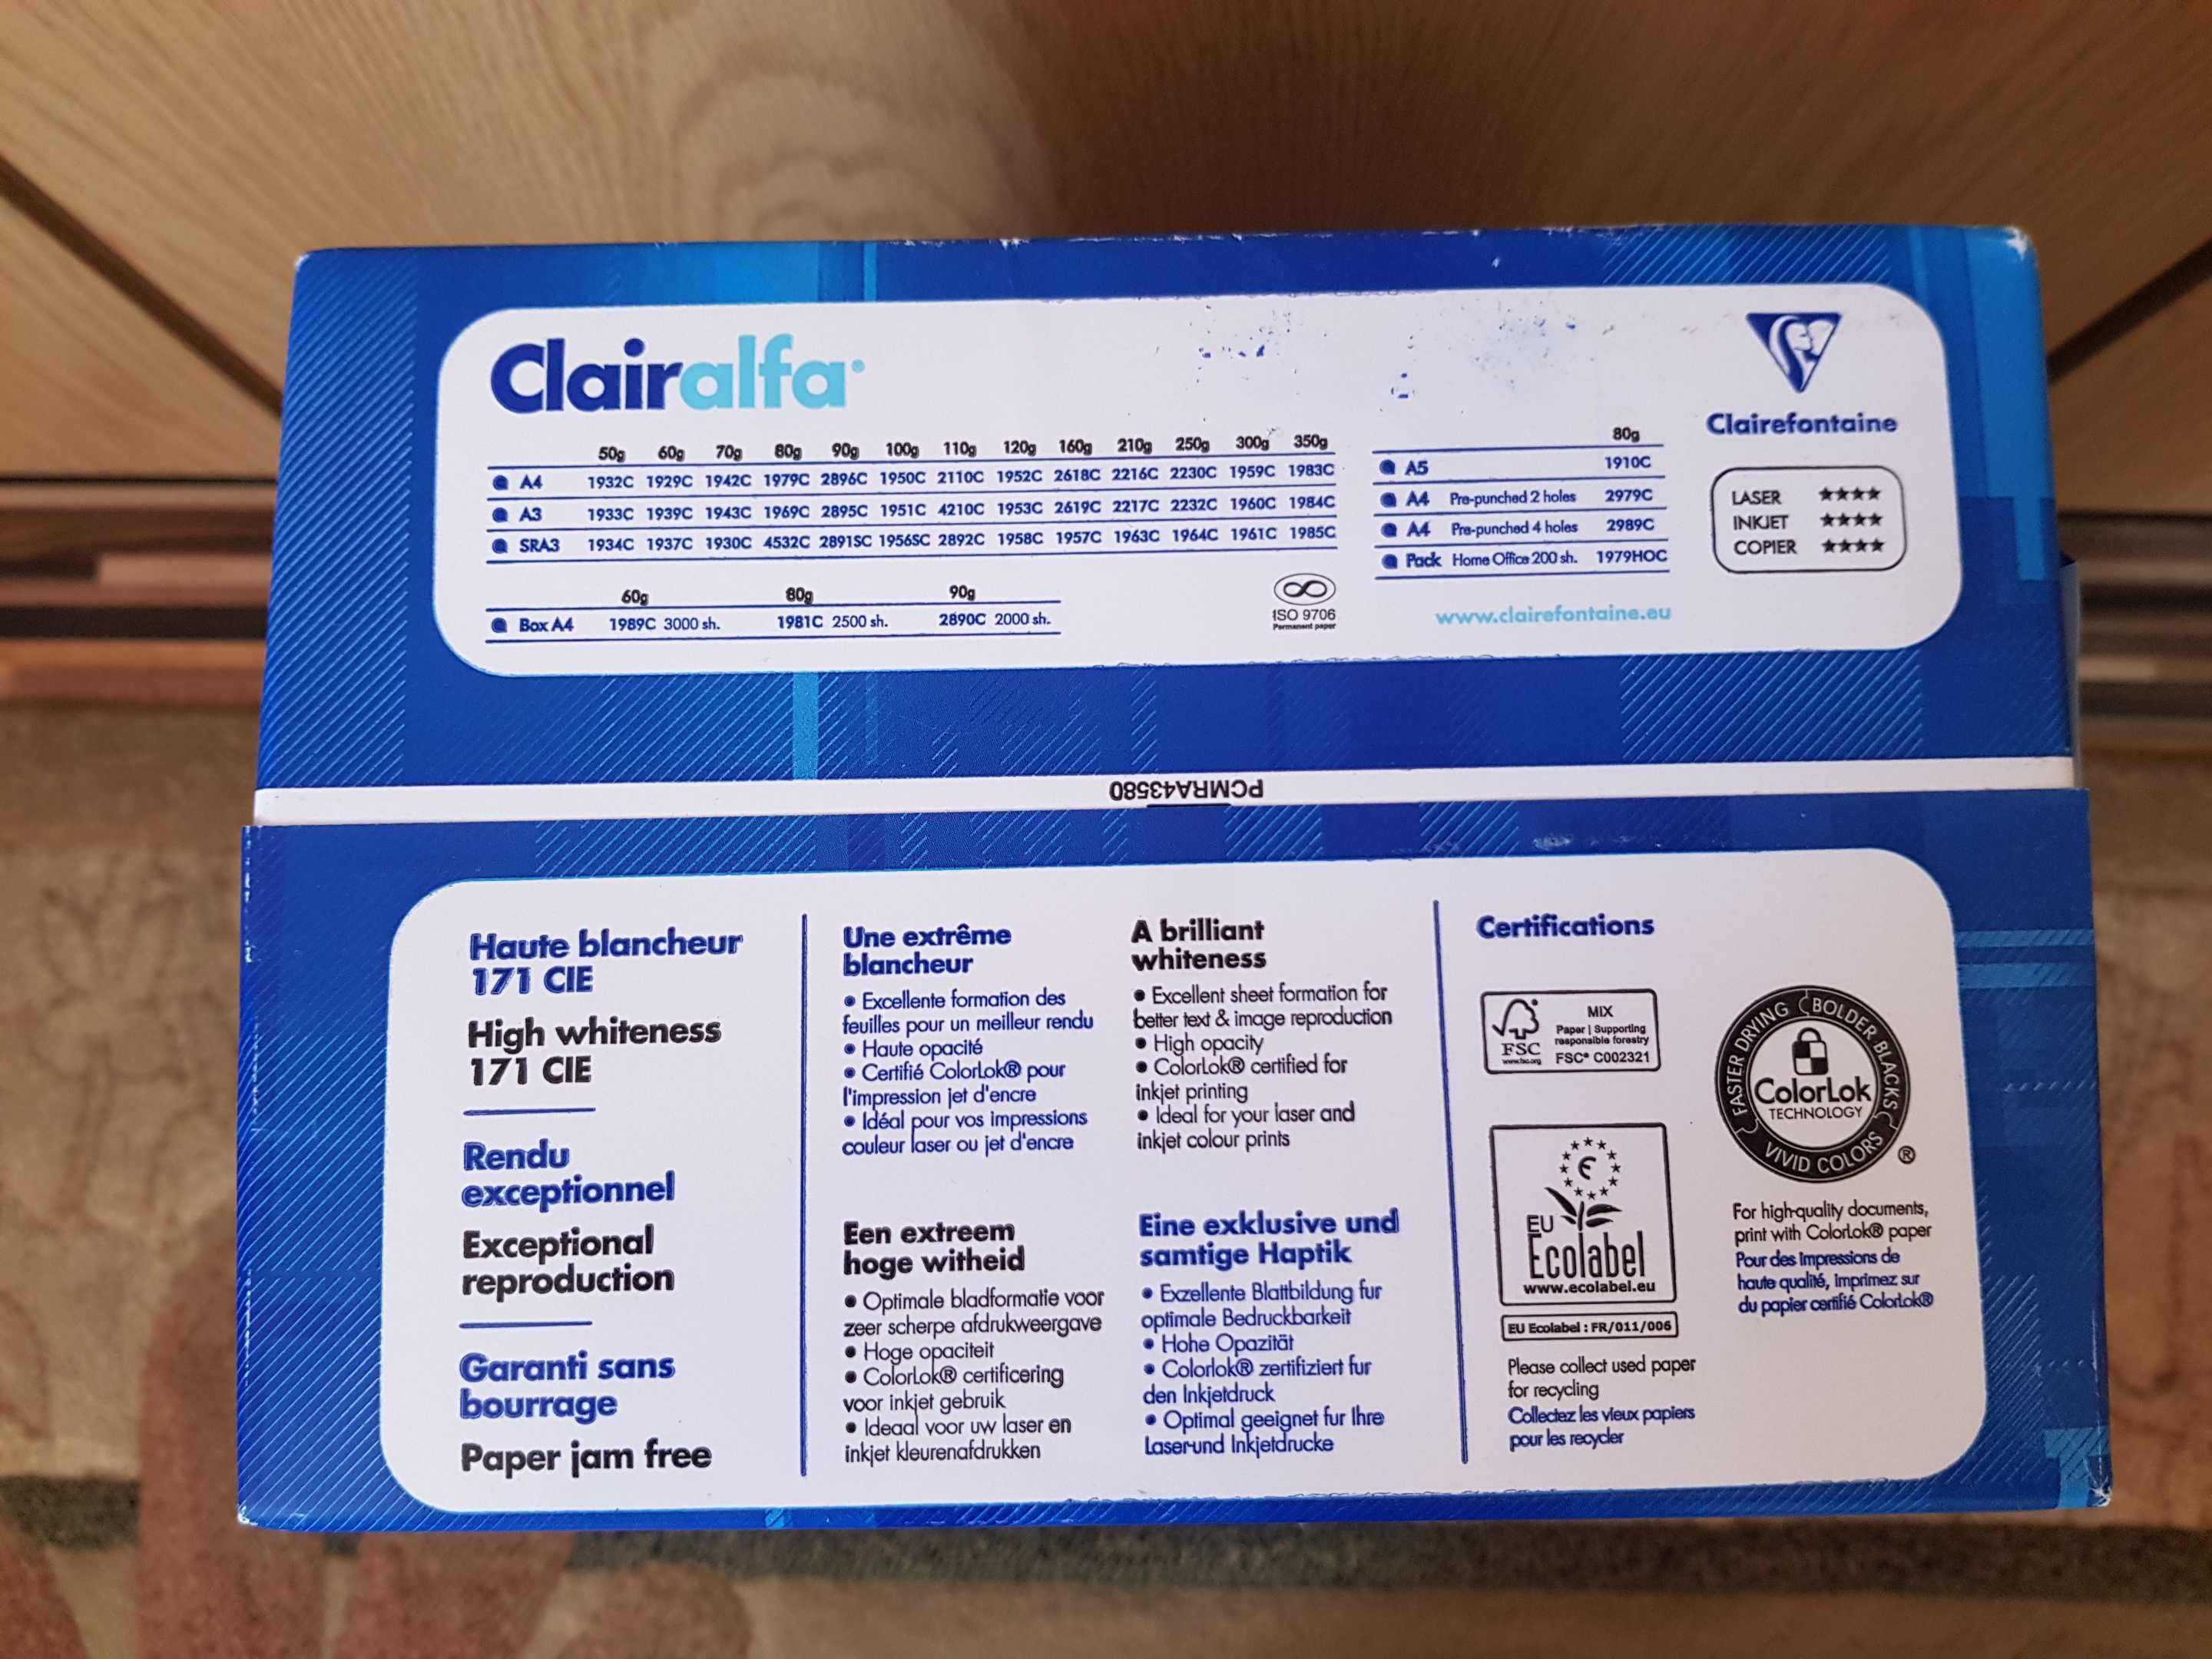 Clairalfa®
50g 60g 70g 80g 90g 100g 110g 120g 160g 210g 250g 300g 350g
A4 1932C 1929C 1942C 1979C 2896C 1950C 2110C 1952C 2618C 2216C 2230C 1959C 1983C
A3 1933C 1939C 1943C 1969C 2895C 1951C 4210C 1953C 2619C 2217C 2232C 1960C 1984C
SRA3 1934C 1937C 1930C 4532C 2891SC 1956SC 2892C 1958C 1957C 1963C 1964C 1961C 1985C
60g 80g 90g
Box A4 1989C 3000 sh. 1981C 2500 sh. 2890C 2000 sh.
ISO 9706
Permanent paper
80g
A5 1910C
A4 Pre-punched 2 holes 2979C
A4 Pre-punched 4 holes 2989C
Pack Home Office 200 sh. 1979HOC
www.clairefontaine.eu
Clairefontaine
LASER ★★★★
INKJET ★★★★
COPIER ★★★★
PCMRA43580
Haute blancheur
171 CIE
High whiteness
171 CIE
Rendu
exceptionnel
Exceptional
reproduction
Garanti sans
bourrage
Paper jam free
Une extrême
blancheur
• Excellente formation des
feuilles pour un meilleur rendu
• Haute opacité
• Certifié ColorLok® pour
l'impression jet d'encre
• Idéal pour vos impressions
couleur laser ou jet d'encre
A brilliant
whiteness
• Excellent sheet formation for
better text & image reproduction
• High opacity
• ColorLok® certified for
inkjet printing
• Ideal for your laser and
inkjet colour prints
Een extreem
hoge witheid
• Optimale bladformatie voor
zeer scherpe afdrukweergave
• Hoge opaciteit
• ColorLok® certificering
voor inkjet gebruik
• Ideaal voor uw laser en
inkjet kleurenafdrukken
Eine exklusive und
samtige Haptik
• Exzellente Blattbildung fur
optimale Bedruckbarkeit
• Hohe Opazität
• Colorlok® zertifiziert fur
den Inkjetdruck
• Optimal geeignet fur Ihre
Laser-und Inkjetdrucke
Certifications
FSC
www.fsc.org
MIX
Paper | Supporting
responsible forestry
FSC® C002321
EU
Ecolabel
www.ecolabel.eu
EU Ecolabel : FR/011/006
Please collect used paper
for recycling
Collectez les vieux papiers
pour les recycler
FASTER DRYING
BOLDER BLACKS
VIVID COLORS
ColorLok
TECHNOLOGY
®
For high-quality documents,
print with ColorLok® paper
Pour des impressions de
haute qualité, imprimez sur
du papier certifié ColorLok®